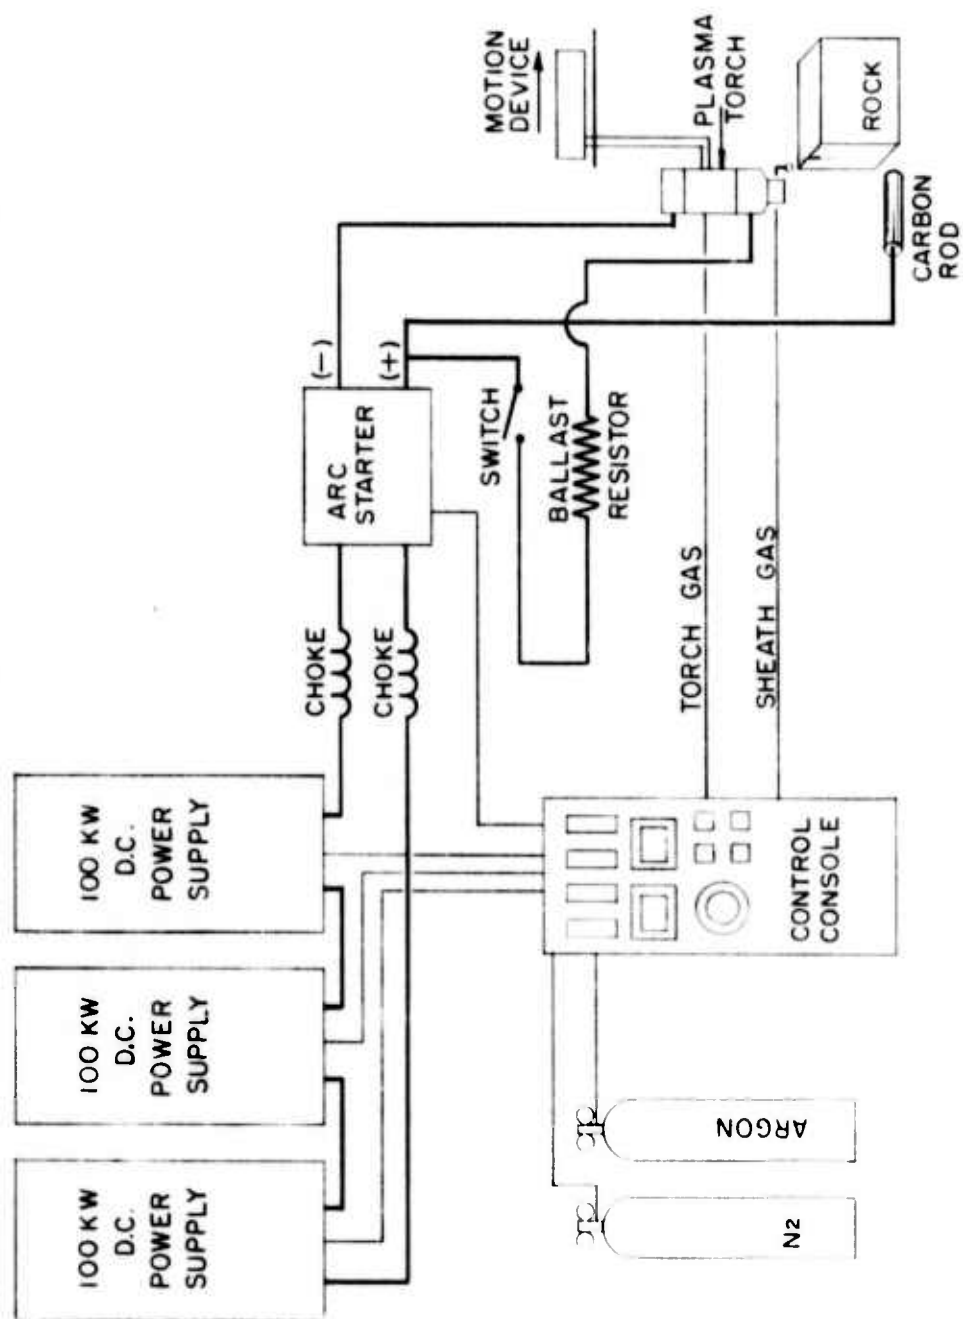 100 KW
D.C.
POWER
SUPPLY
100 KW
D.C.
POWER
SUPPLY
100 KW
D.C.
POWER
SUPPLY
CHOKE
CHOKE
ARC
STARTER
(-)
(+)
SWITCH
BALLAST
RESISTOR
MOTION
DEVICE
PLASMA
TORCH
ROCK
CARBON
ROD
TORCH GAS
SHEATH GAS
CONTROL
CONSOLE
N2
ARGON